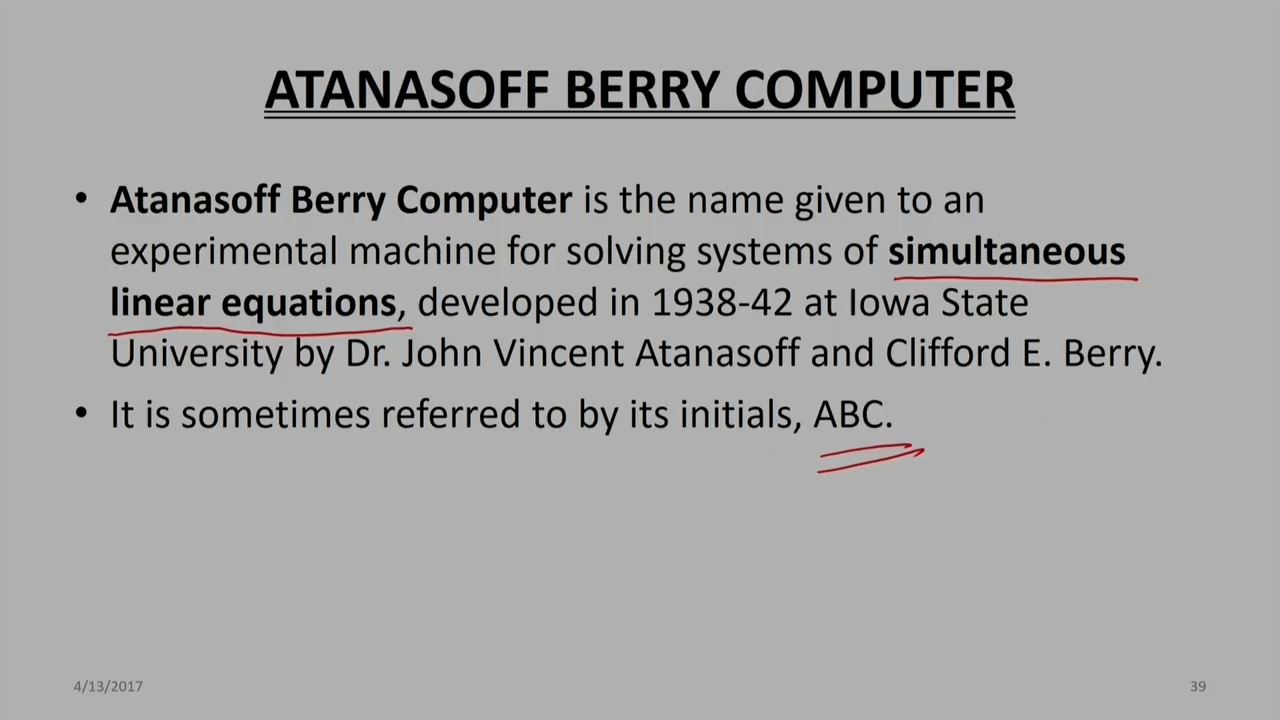 ATANASOFF BERRY COMPUTER
• Atanasoff Berry Computer is the name given to an
experimental machine for solving systems of simultaneous
linear equations, developed in 1938-42 at Iowa State
University by Dr. John Vincent Atanasoff and Clifford E. Berry.
• It is sometimes referred to by its initials, ABC.
4/13/2017
39